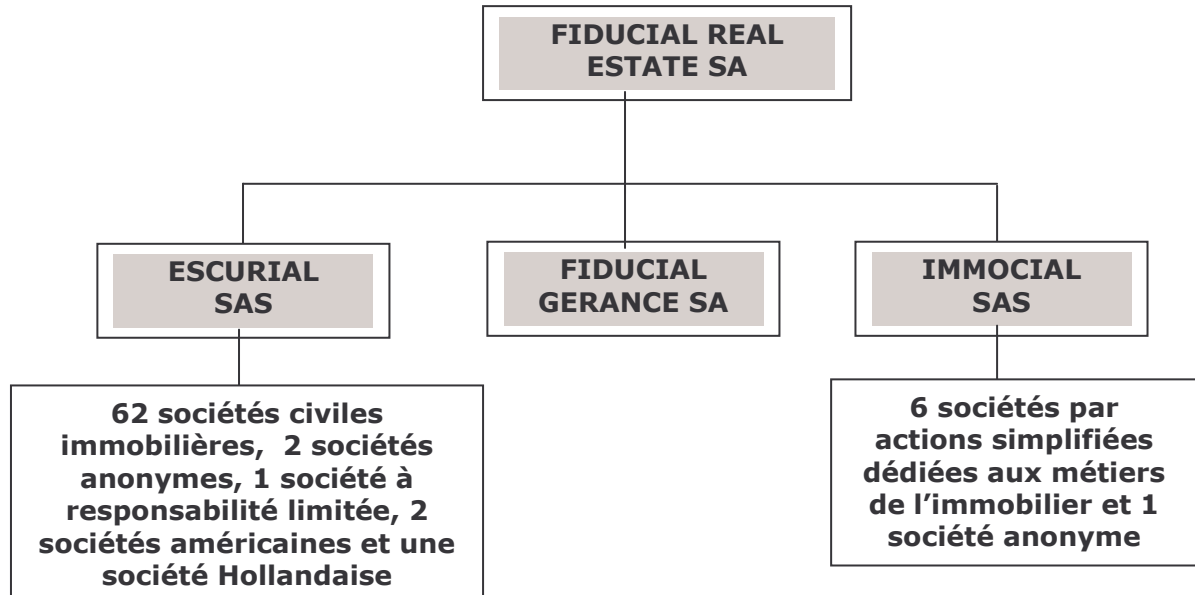 FIDUCIAL REAL
ESTATE SA
ESCURIAL
SAS
FIDUCIAL
GERANCE SA
IMMOCIAL
SAS
62 sociétés civiles
immobilières,  2 sociétés
anonymes, 1 société à
responsabilité limitée, 2
sociétés américaines et une
société Hollandaise
6 sociétés par
actions simplifiées
dédiées aux métiers
de l’immobilier et 1
société anonyme